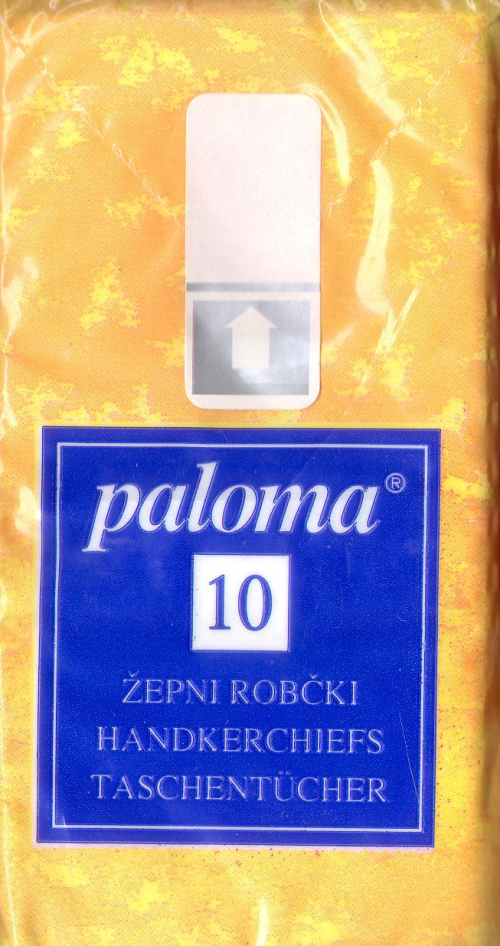 paloma®
10
ŽEPNI ROBČKI
HANDKERCHIEFS
TASCHENTÜCHER